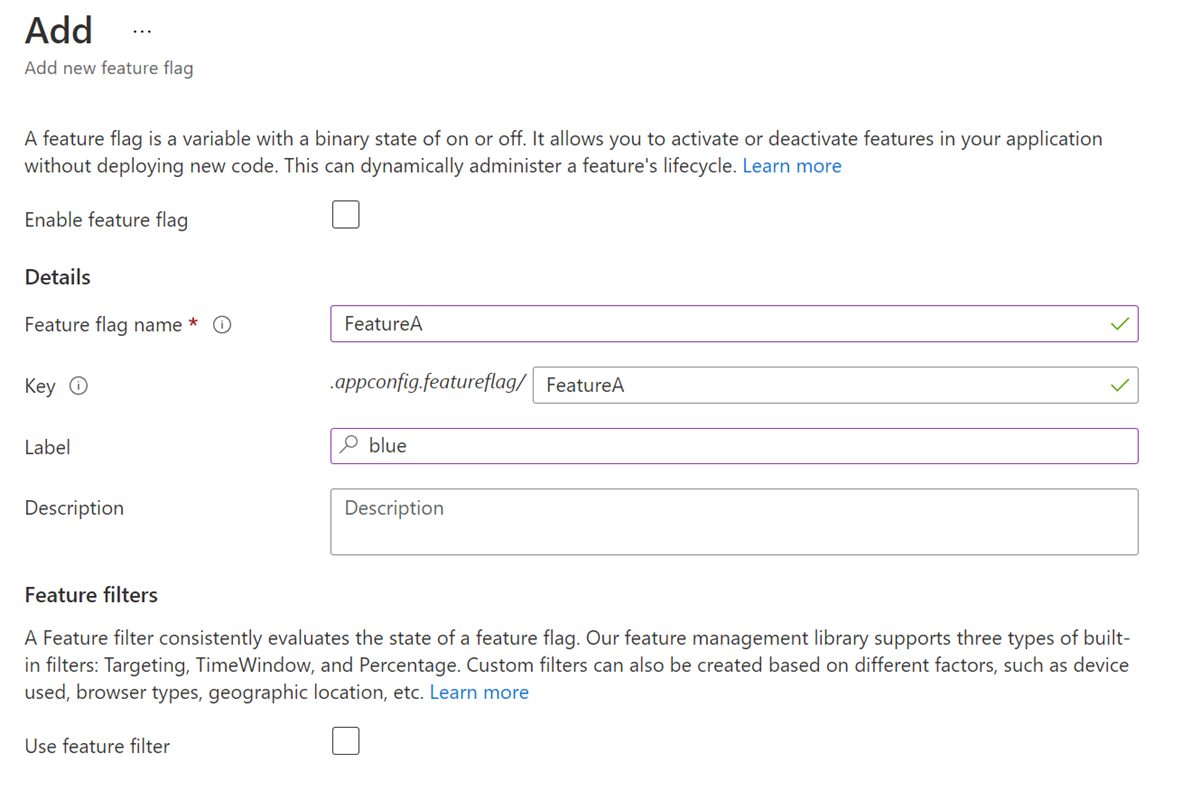 Add ...
Add new feature flag
A feature flag is a variable with a binary state of on or off. It allows you to activate or deactivate features in your application
without deploying new code. This can dynamically administer a feature's lifecycle. Learn more
Enable feature flag
Details
Feature flag name * FeatureA
Key .appconfig.featureflag/ FeatureA
Label blue
Description Description
Feature filters
A Feature filter consistently evaluates the state of a feature flag. Our feature management library supports three types of built-
in filters: Targeting, TimeWindow, and Percentage. Custom filters can also be created based on different factors, such as device
used, browser types, geographic location, etc. Learn more
Use feature filter